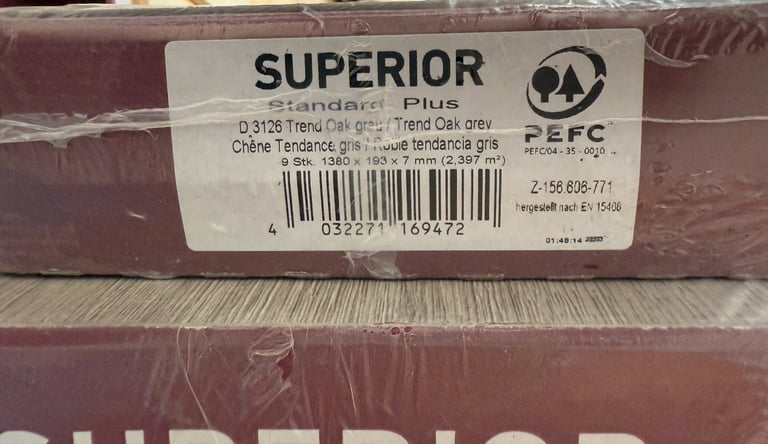 SUPERIOR
Standard Plus
D 3126 Trend Oak grau / Trend Oak grey
Chêne Tendance gris / Roble tendancia gris
9 Stk. 1380 x 193 x 7 mm (2,397 m²)
4 032271 169472
PEFC
PEFC/04 - 35 - 0010
Z-156.606-771
hergestellt nach EN 15468
01:48:14
SUPERIOR